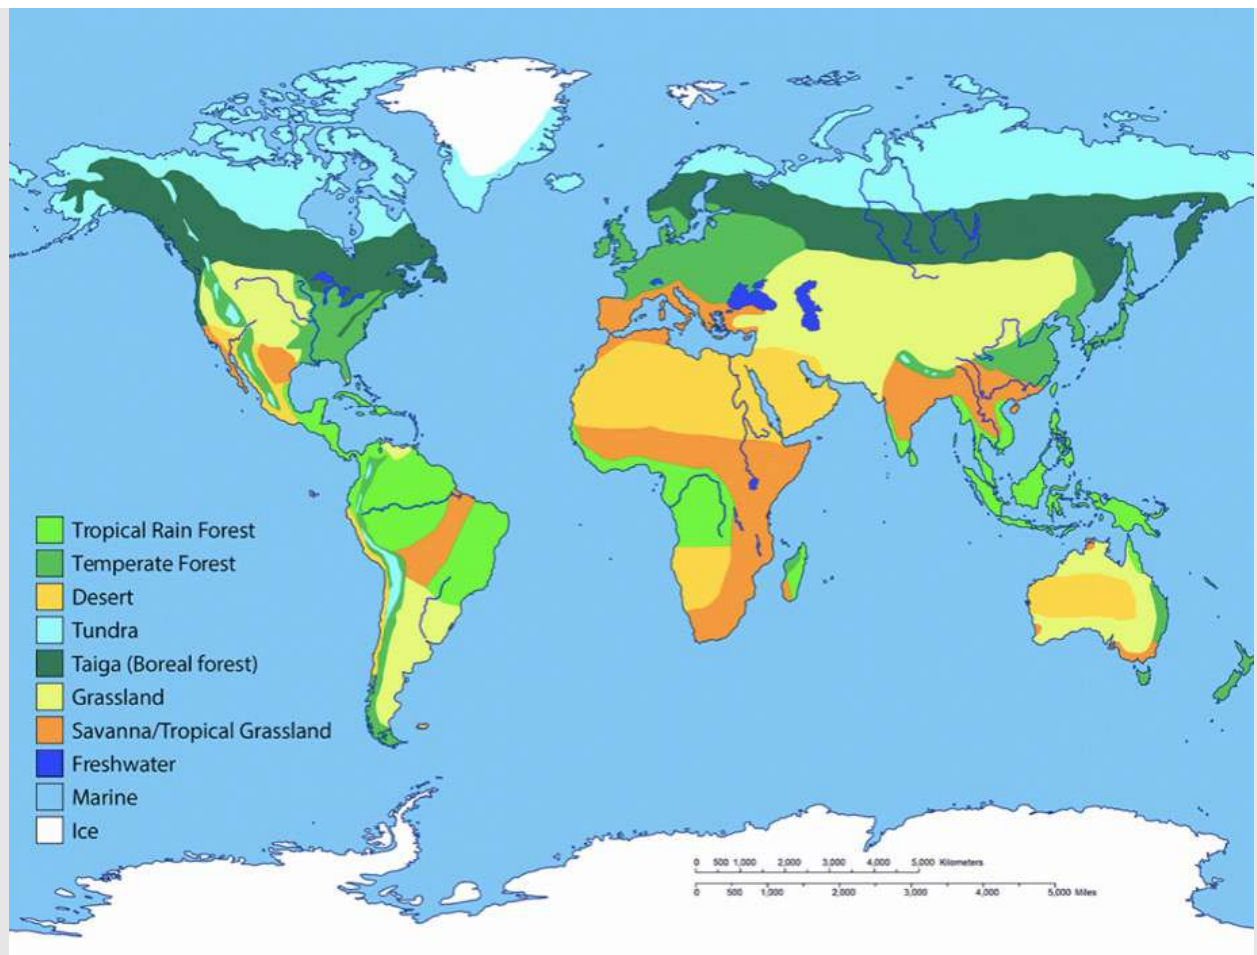 Tropical Rain Forest
Temperate Forest
Desert
Tundra
Taiga (Boreal forest)
Grassland
Savanna/Tropical Grassland
Freshwater
Marine
Ice
0 500 1,000 2,000 3,000 4,000 5,000 Kilometers
0 500 1,000 2,000 3,000 4,000 5,000 Miles